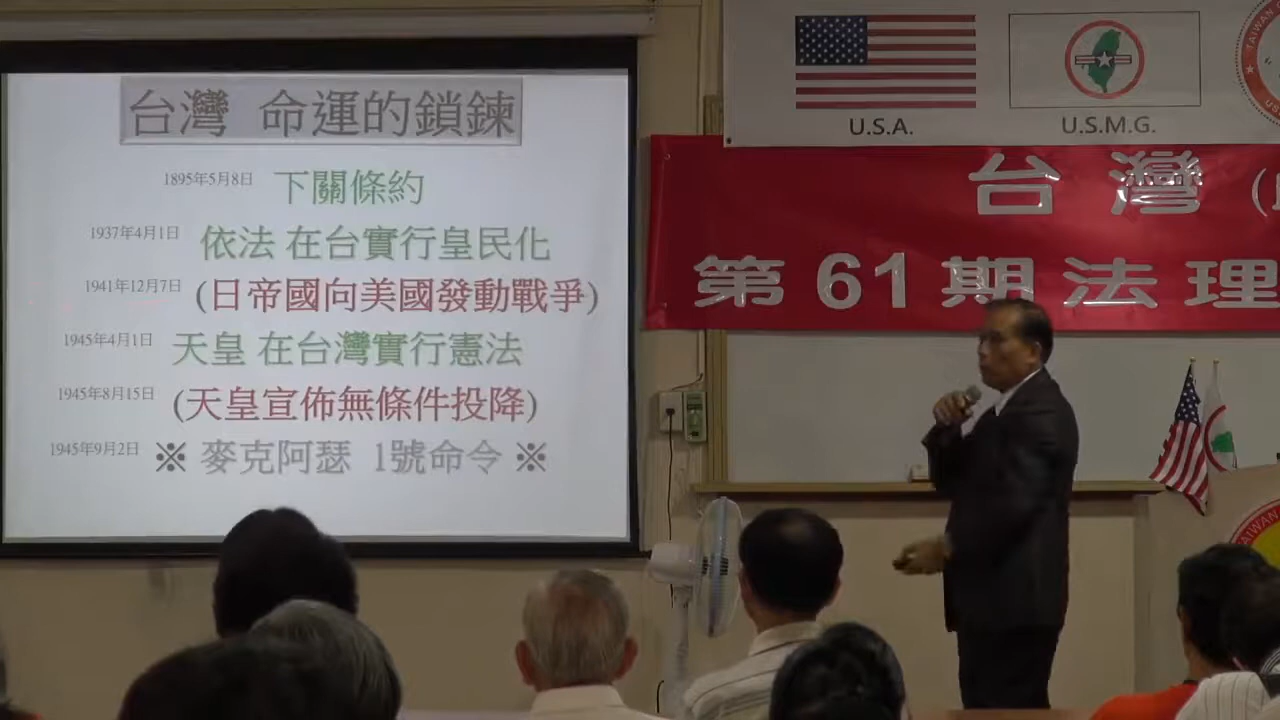 台灣 命運的鎖鍊
1895年5月8日 下關條約
1937年4月1日 依法 在台實行皇民化
1941年12月7日 (日帝國向美國發動戰爭)
1945年4月1日 天皇 在台灣實行憲法
1945年8月15日 (天皇宣佈無條件投降)
1945年9月2日 ※ 麥克阿瑟 1號命令 ※
U.S.A.
U.S.M.G.
台灣
第61期法理
TAIWAN